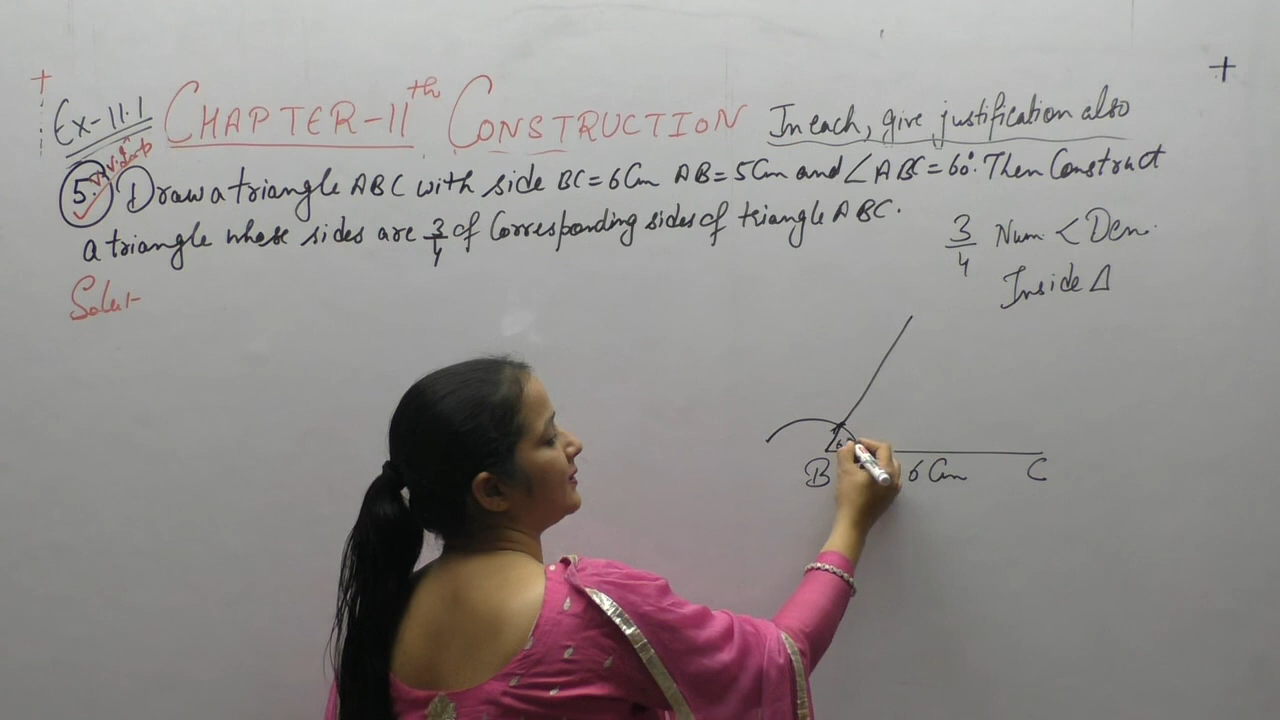 Ex-11.1 CHAPTER-11th CONSTRUCTION In each, give justification also
5. Draw a triangle ABC with side BC = 6 Cm AB = 5 Cm and ∠ABC = 60°. Then Construct
a triangle whose sides are 3/4 of Corresponding sides of triangle ABC.
3/4 Num < Den.
Inside Δ
Solu:-
B 6 Cm C